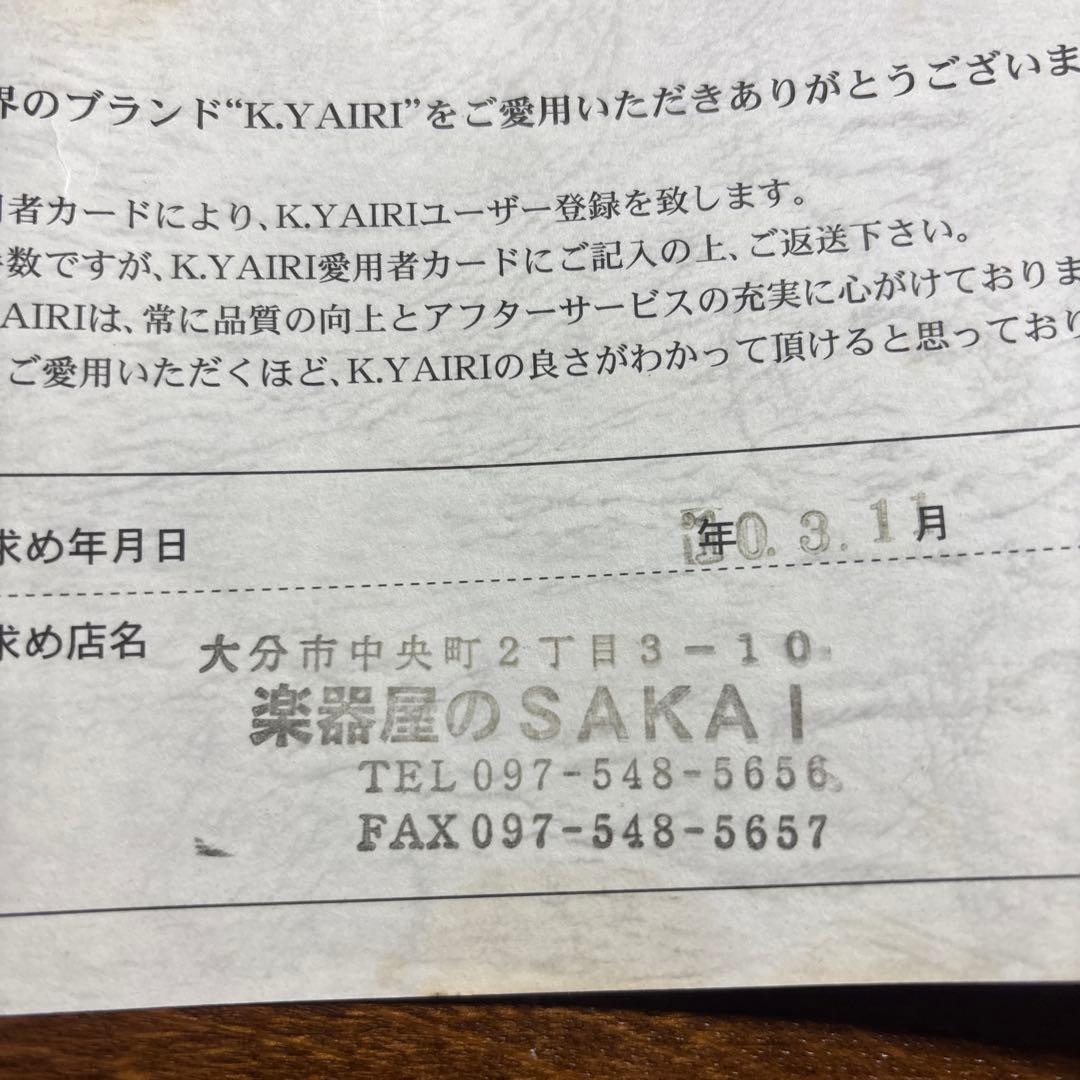 界のブランド“K.YAIRI”をご愛用いただきありがとうございま
用者カードにより、K.YAIRIユーザー登録を致します。
数ですが、K.YAIRI愛用者カードにご記入の上、ご返送下さい。
AIRIは、常に品質の向上とアフターサービスの充実に心がけておりま
ご愛用いただくほど、K.YAIRIの良さがわかって頂けると思っており
求め年月日 年 0. 3. 11 月
求め店名
大分市中央町2丁目3-10
楽器屋のSAKAI
TEL 097-548-5656
FAX 097-548-5657